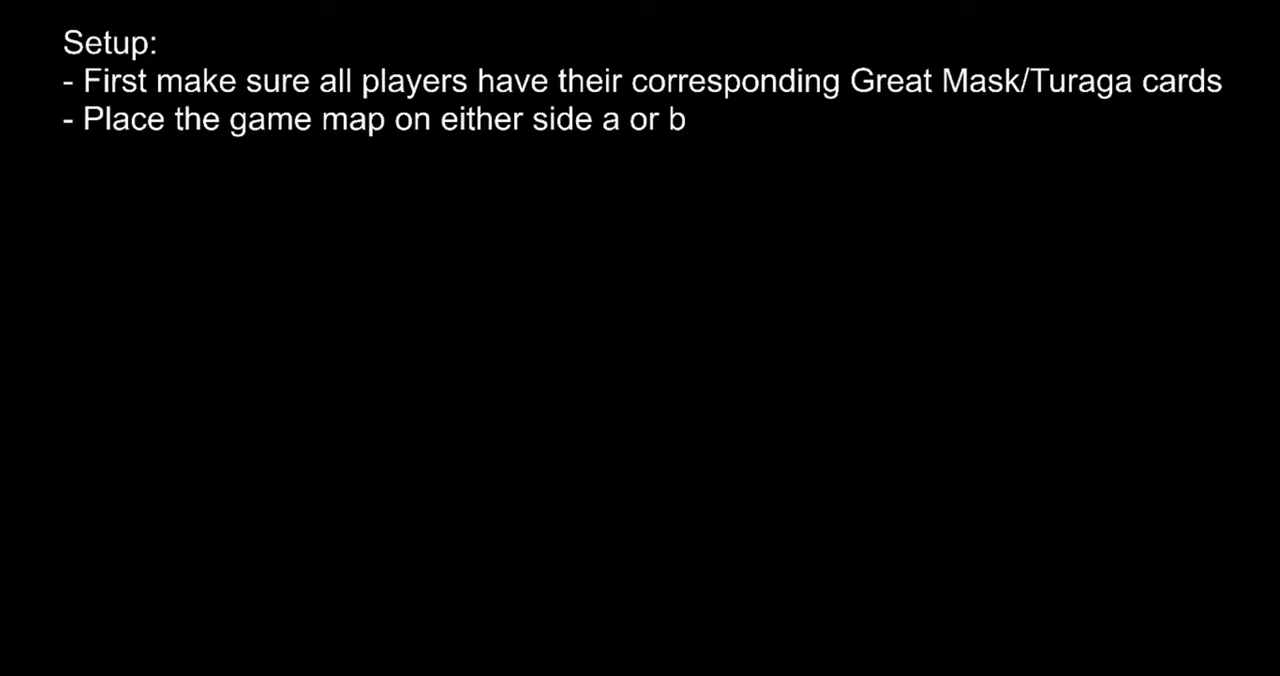 Setup:
- First make sure all players have their corresponding Great Mask/Turaga cards
- Place the game map on either side a or b